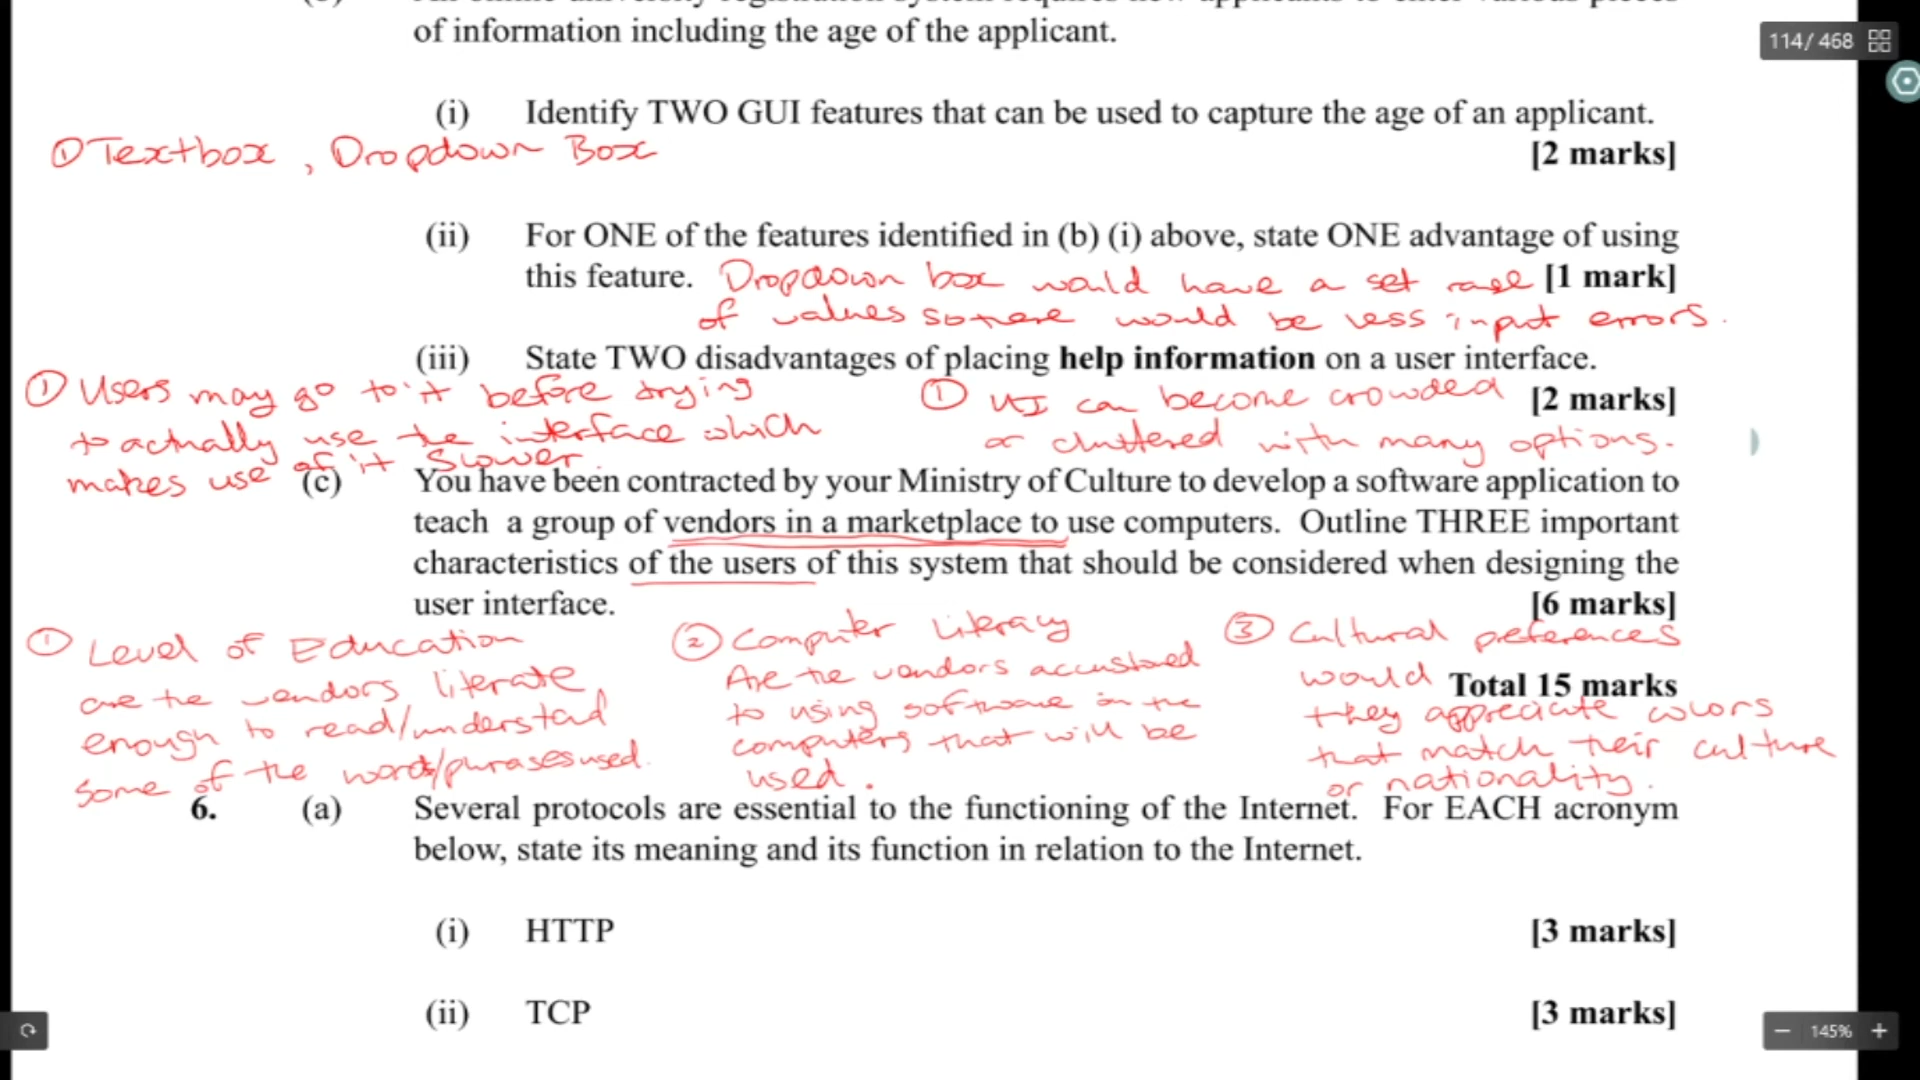 of information including the age of the applicant.
114/ 468
(i) Identify TWO GUI features that can be used to capture the age of an applicant.
① Textbox , Dropdown Box
[2 marks]
(ii) For ONE of the features identified in (b) (i) above, state ONE advantage of using
this feature. Dropdown box would have a set [1 mark]
of values so there would be less input errors.
(iii) State TWO disadvantages of placing help information on a user interface.
① Users may go to it before trying
to actually use the interface which
makes use of it slower.
① UI can become crowded [2 marks]
or cluttered with many options.
(c) You have been contracted by your Ministry of Culture to develop a software application to
teach a group of vendors in a marketplace to use computers. Outline THREE important
characteristics of the users of this system that should be considered when designing the
user interface. [6 marks]
① Level of Education
are the vendors literate
enough to read/understand
some of the words/phrases used.
② Computer Literacy
Are the vendors accustomed
to using software in the
computers that will be
used.
③ Cultural preferences
would
they appreciate colors
that match their culture
or nationality.
Total 15 marks
6. (a) Several protocols are essential to the functioning of the Internet. For EACH acronym
below, state its meaning and its function in relation to the Internet.
(i) HTTP [3 marks]
(ii) TCP [3 marks]
145%